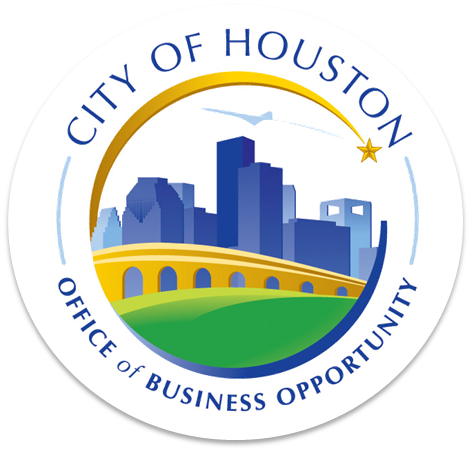 CITY OF HOUSTON
OFFICE of BUSINESS OPPORTUNITY